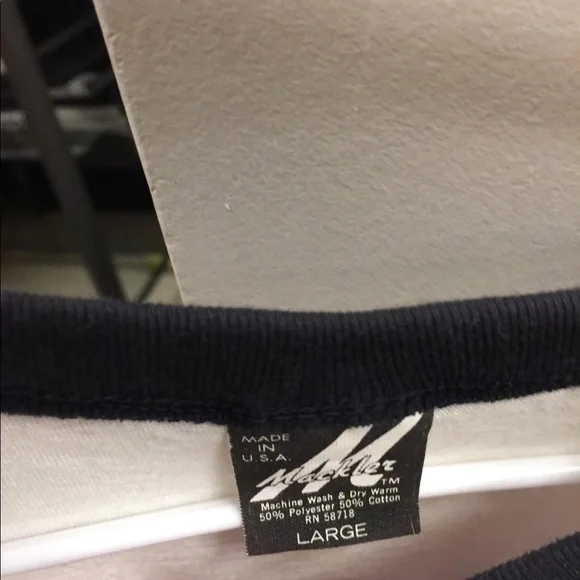 MADE
IN
U.S.A.
M
Mackler TM
Machine Wash & Dry Warm
50% Polyester 50% Cotton
RN 58718
LARGE